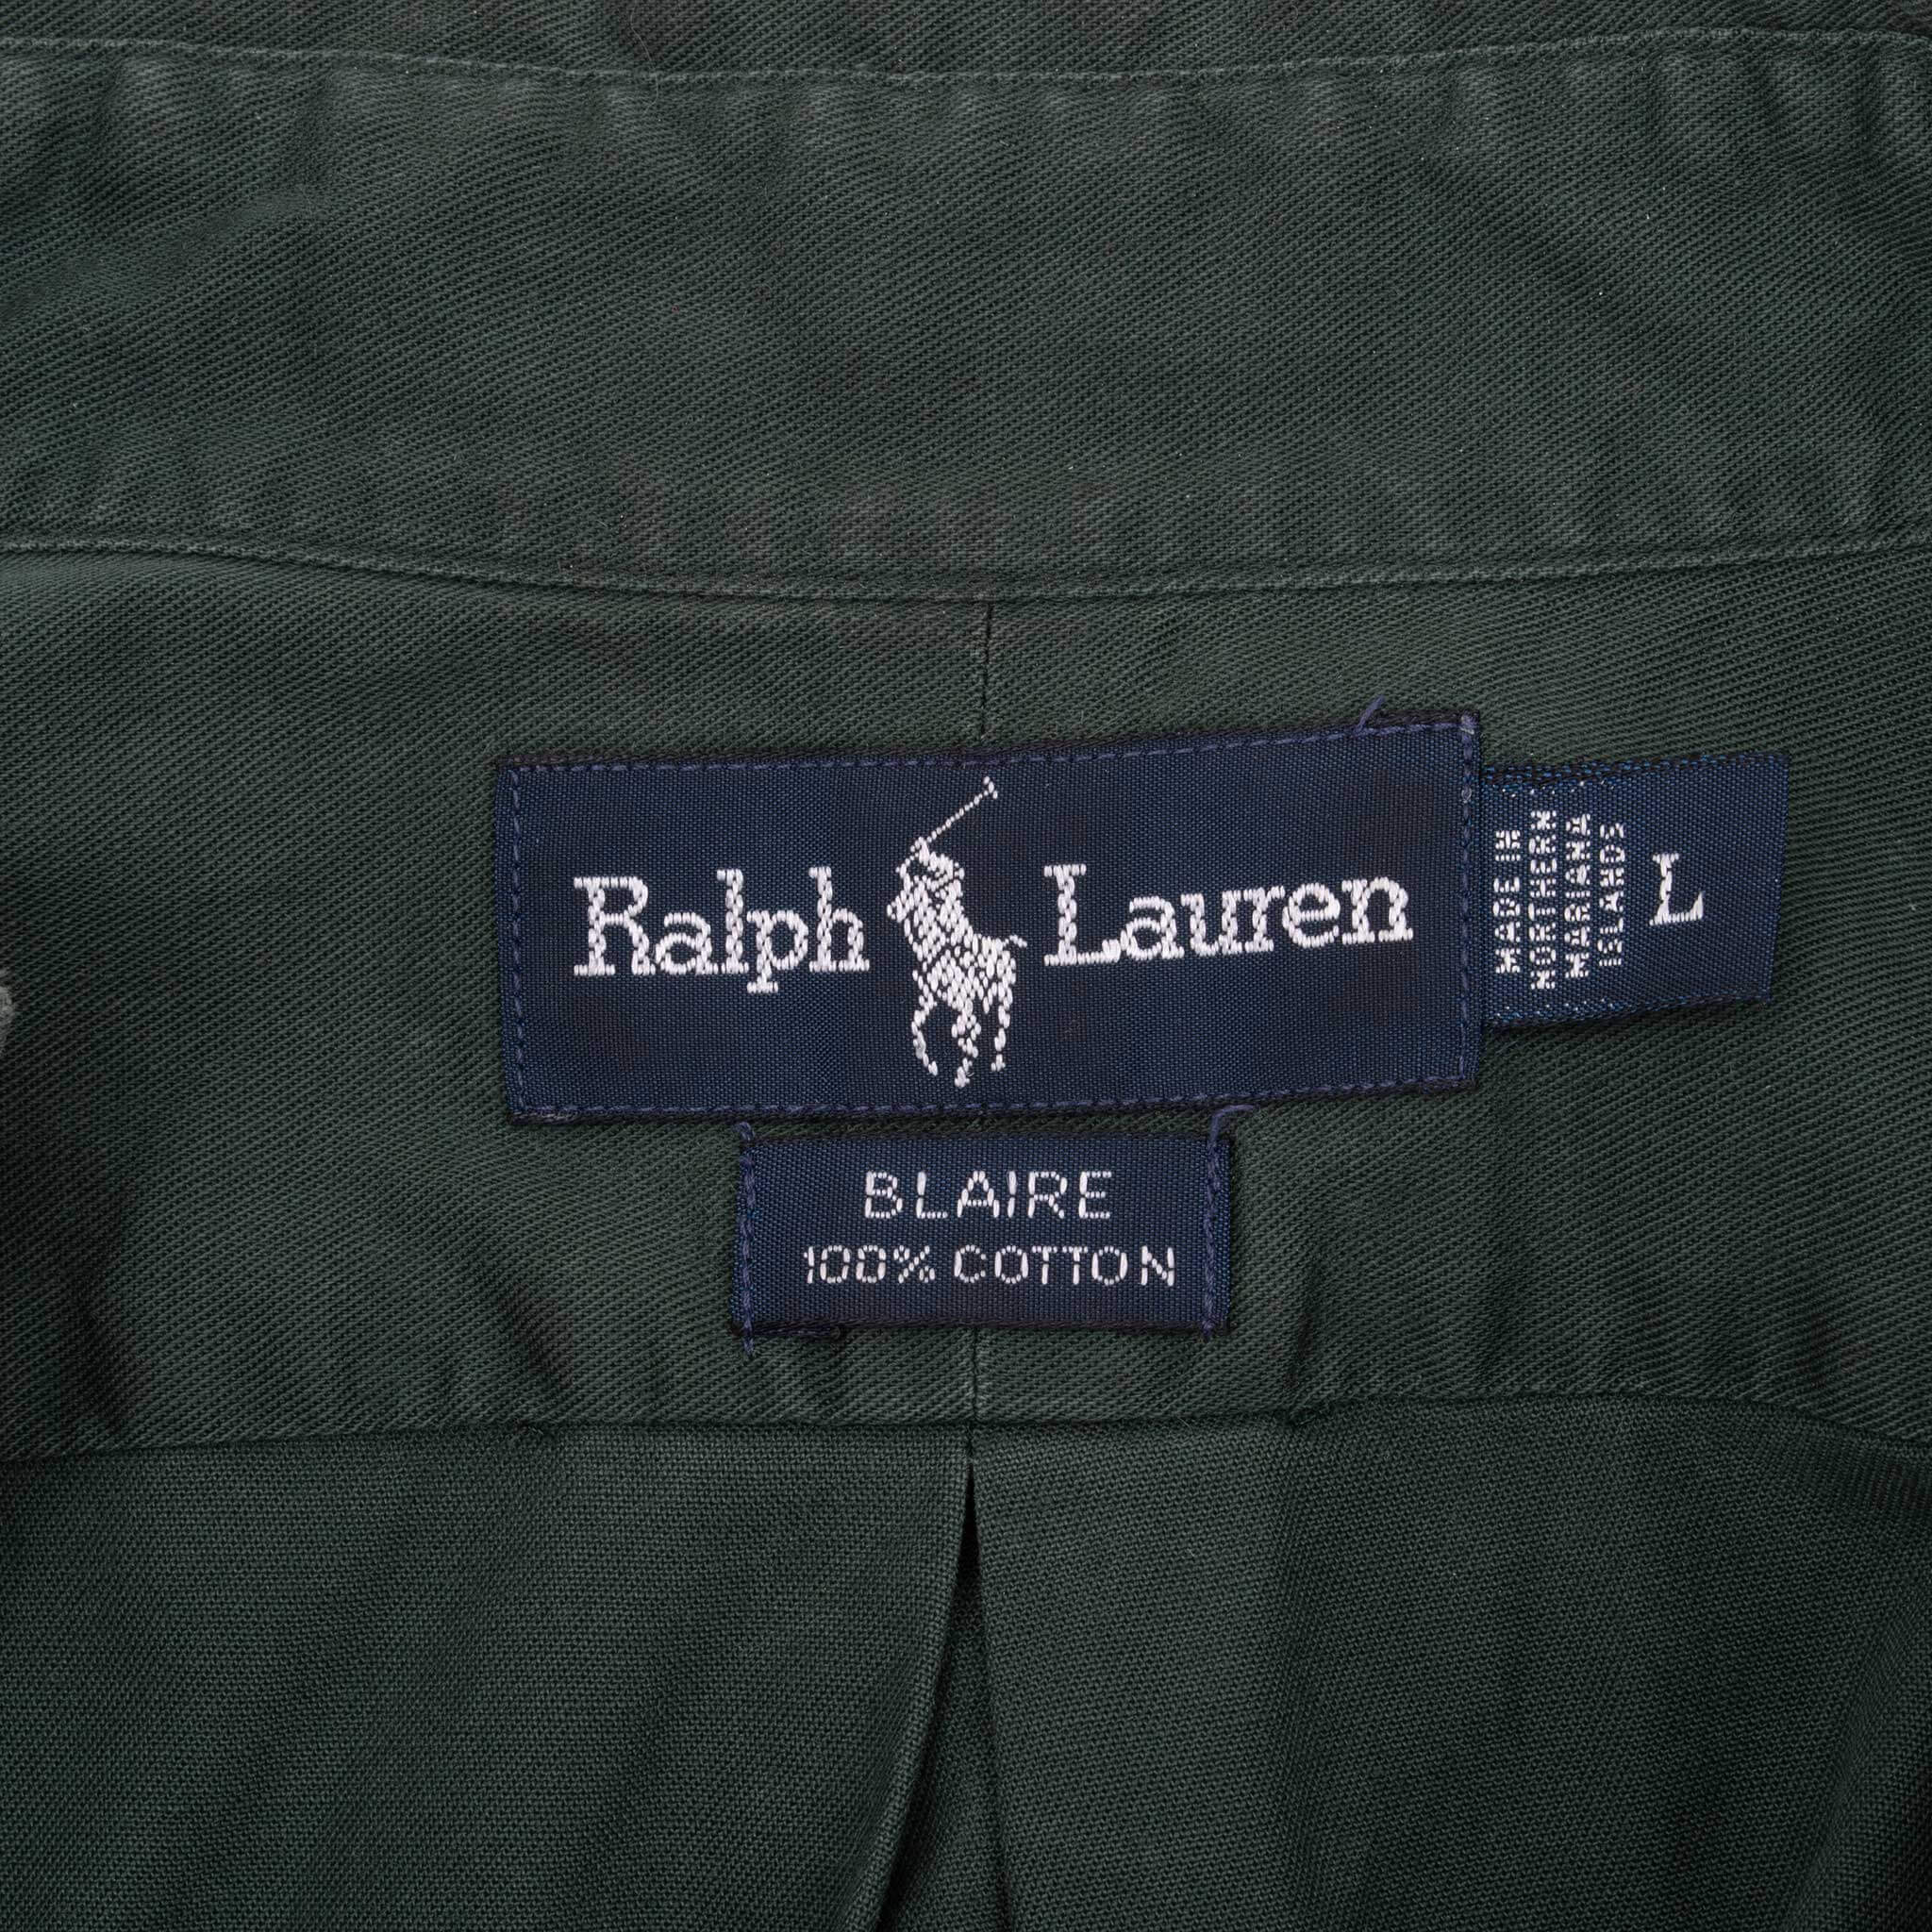 Ralph Lauren
MADE IN
NORTHERN
MARIANA
ISLANDS
L
BLAIRE
100% COTTON